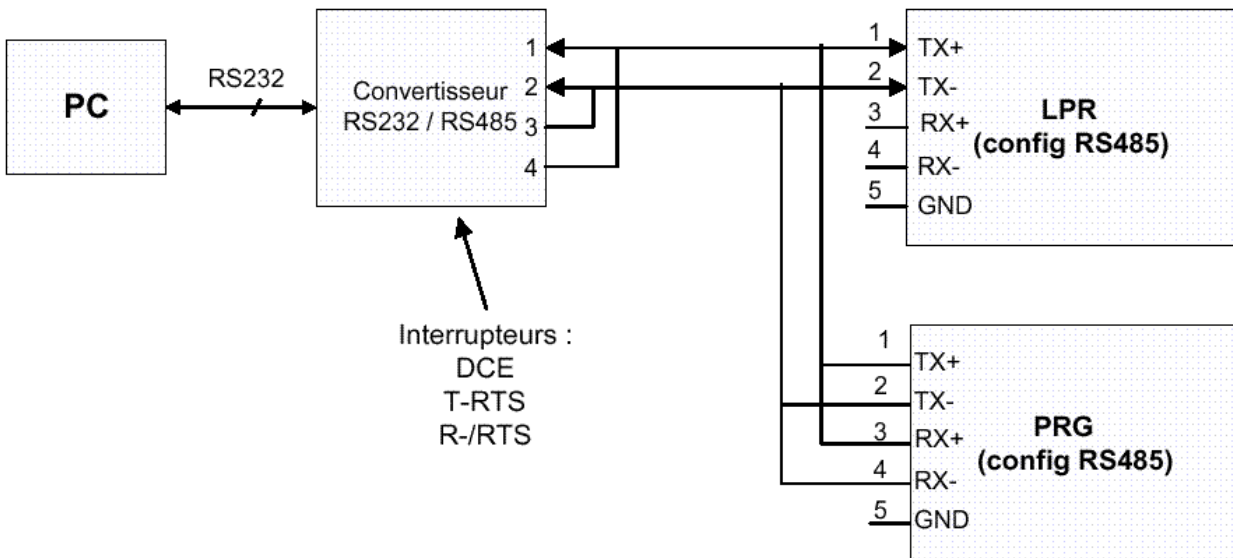 PC
RS232
Convertisseur
RS232 / RS485
1
2
3
4
Interrupteurs :
DCE
T-RTS
R-/RTS
1 TX+
2 TX-
3 RX+
4 RX-
5 GND
LPR
(config RS485)
1 TX+
2 TX-
3 RX+
4 RX-
5 GND
PRG
(config RS485)